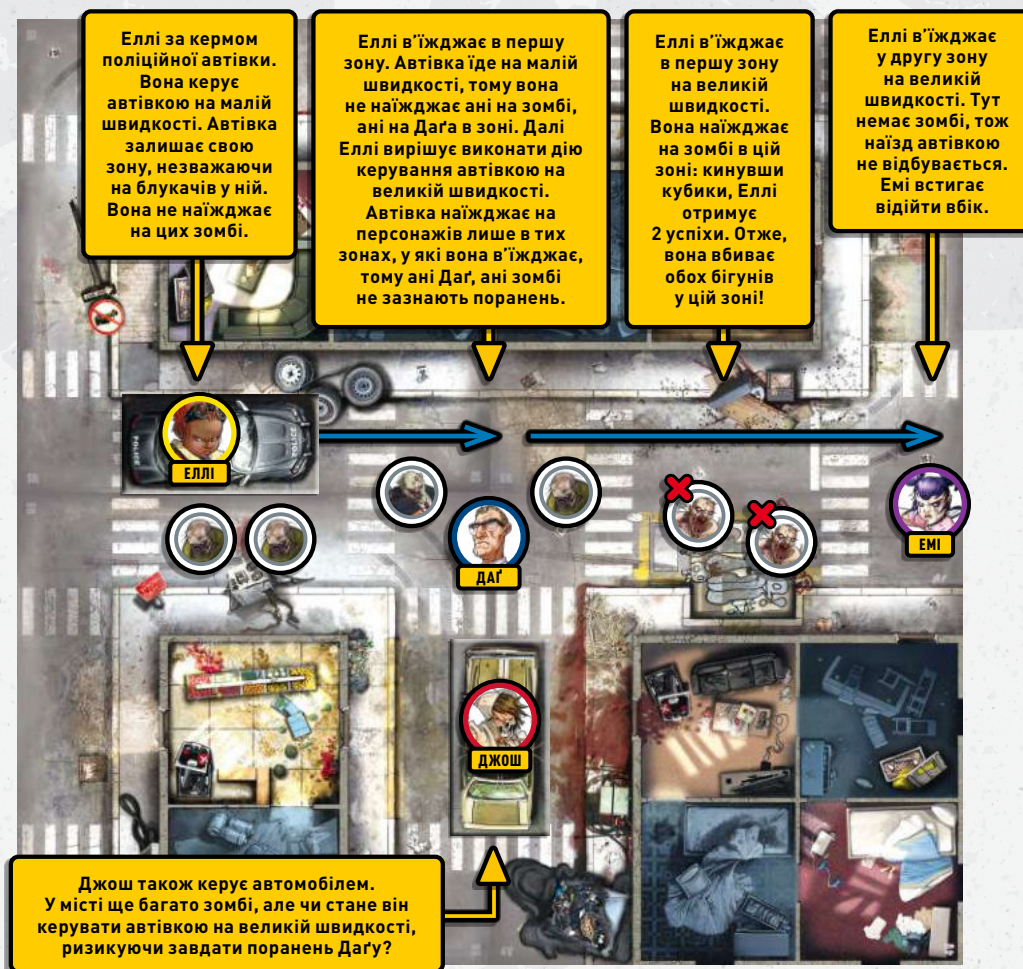 Еллі за кермом
поліційної автівки.
Вона керує
автівкою на малій
швидкості. Автівка
залишає свою
зону, незважаючи
на блукачів у ній.
Вона не наїжджає
на цих зомбі.
Еллі в’їжджає в першу
зону. Автівка їде на малій
швидкості, тому вона
не наїжджає ані на зомбі,
ані на Даґа в зоні. Далі
Еллі вирішує виконати дію
керування автівкою на
великій швидкості.
Автівка наїжджає на
персонажів лише в тих
зонах, у які вона в’їжджає,
тому ані Даґ, ані зомбі
не зазнають поранень.
Еллі в’їжджає
в першу зону
на великій
швидкості.
Вона наїжджає
на зомбі в цій
зоні: кинувши
кубики, Еллі
отримує
2 успіхи. Отже,
вона вбиває
обох бігунів
у цій зоні!
Еллі в’їжджає
у другу зону
на великій
швидкості. Тут
немає зомбі, тож
наїзд автівкою
не відбувається.
Емі встигає
відійти вбік.
POLICE
POLICE
ЕЛЛІ
ДАҐ
ЕМІ
ДЖОШ
Джош також керує автомобілем.
У місті ще багато зомбі, але чи стане він
керувати автівкою на великій швидкості,
ризикуючи завдати поранень Даґу?